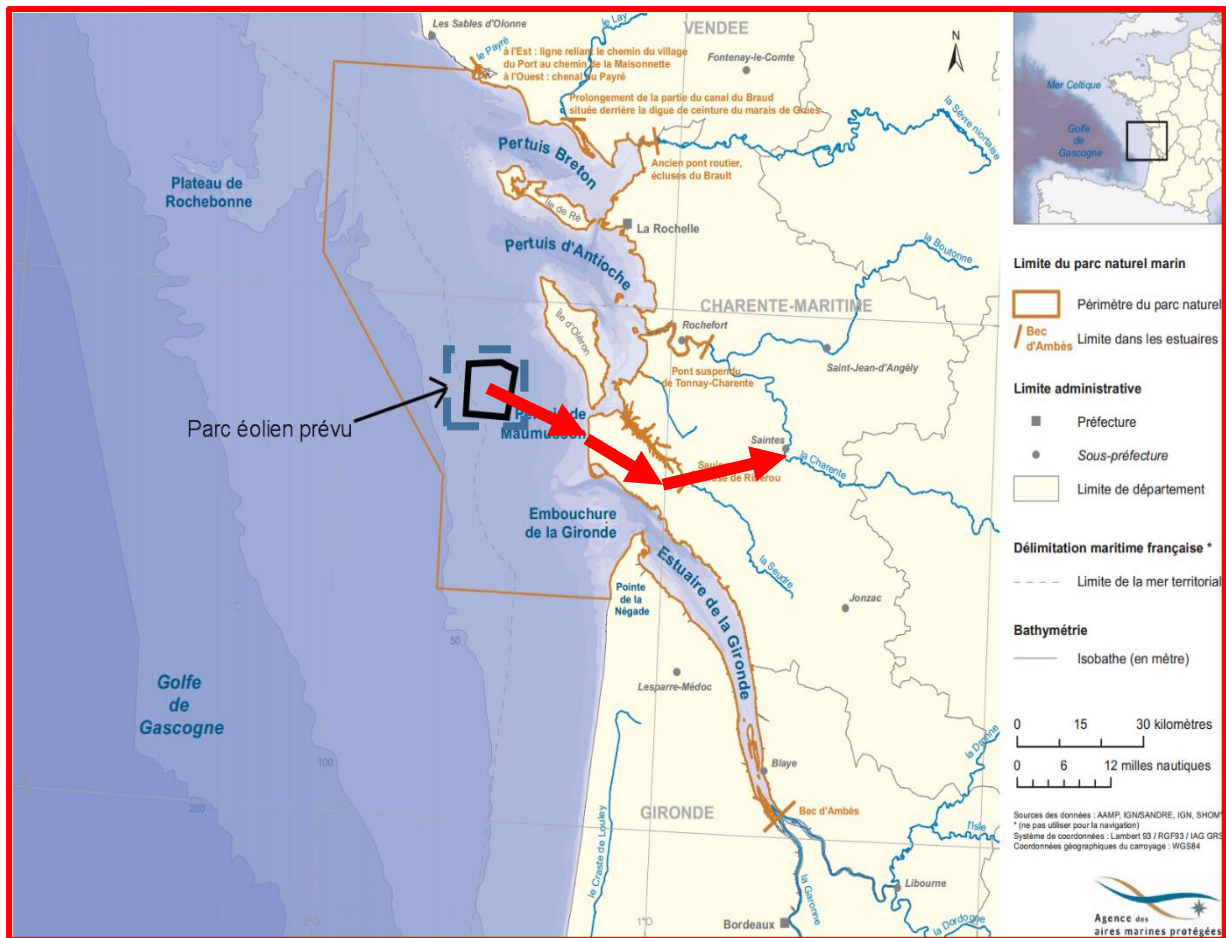 Les Sables d'Olonne
le Lay
VENDEE
le Payré
à l'Est : ligne reliant le chemin du village
du Port au chemin de la Maisonnette
à l'Ouest : chenal du Payré
Fontenay-le-Comte
N
Prolongement de la partie du canal du Braud
située derrière la digue de ceinture du marais de Grues
la Sèvre niortaise
Pertuis Breton
Ancien pont routier,
écluses du Brault
Plateau de
Rochebonne
Île de Ré
La Rochelle
Pertuis d'Antioche
la Boutonne
CHARENTE-MARITIME
Île d'Oléron
Rochefort
Pont suspendu
de Tonnay-Charente
Saint-Jean-d'Angély
Parc éolien prévu
de
Maumusson
Saintes
la Charente
Embouchure
de la Gironde
Estuaire de la Gironde
la Seudre
Pointe
de la
Négade
Jonzac
50
Lesparre-Médoc
Golfe
de
Gascogne
100
200
la Dronne
Blaye
GIRONDE
Bec d'Ambès
l'Isle
le Craste de Louley
la Garonne
Libourne
la Dordogne
1°0
Bordeaux
Mer Celtique
Golfe
de
Gascogne
Limite du parc naturel marin
Périmètre du parc naturel
Bec
d'Ambès
Limite dans les estuaires
Limite administrative
Préfecture
Sous-préfecture
Limite de département
Délimitation maritime française *
Limite de la mer territorial
Bathymétrie
Isobathe (en mètre)
0 15 30 kilomètres
0 6 12 milles nautiques
Sources des données : AAMP, IGN/SANDRE, IGN, SHOM*
* (ne pas utiliser pour la navigation)
Système de coordonnées : Lambert 93 / RGF93 / IAG GRS
Coordonnées géographiques du carroyage : WGS84
Agence des
aires marines protégées